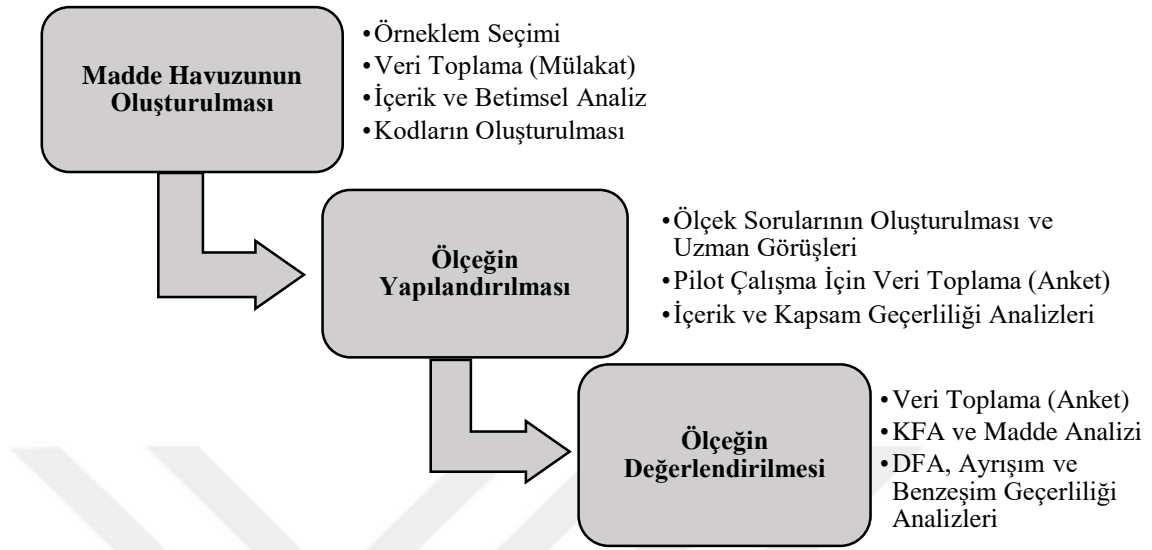 Madde Havuzunun
Oluşturulması
•Örneklem Seçimi
•Veri Toplama (Mülakat)
•İçerik ve Betimsel Analiz
•Kodların Oluşturulması
Ölçeğin
Yapılandırılması
•Ölçek Sorularının Oluşturulması ve
Uzman Görüşleri
•Pilot Çalışma İçin Veri Toplama (Anket)
•İçerik ve Kapsam Geçerliliği Analizleri
Ölçeğin
Değerlendirilmesi
•Veri Toplama (Anket)
•KFA ve Madde Analizi
•DFA, Ayrışım ve
Benzeşim Geçerliliği
Analizleri